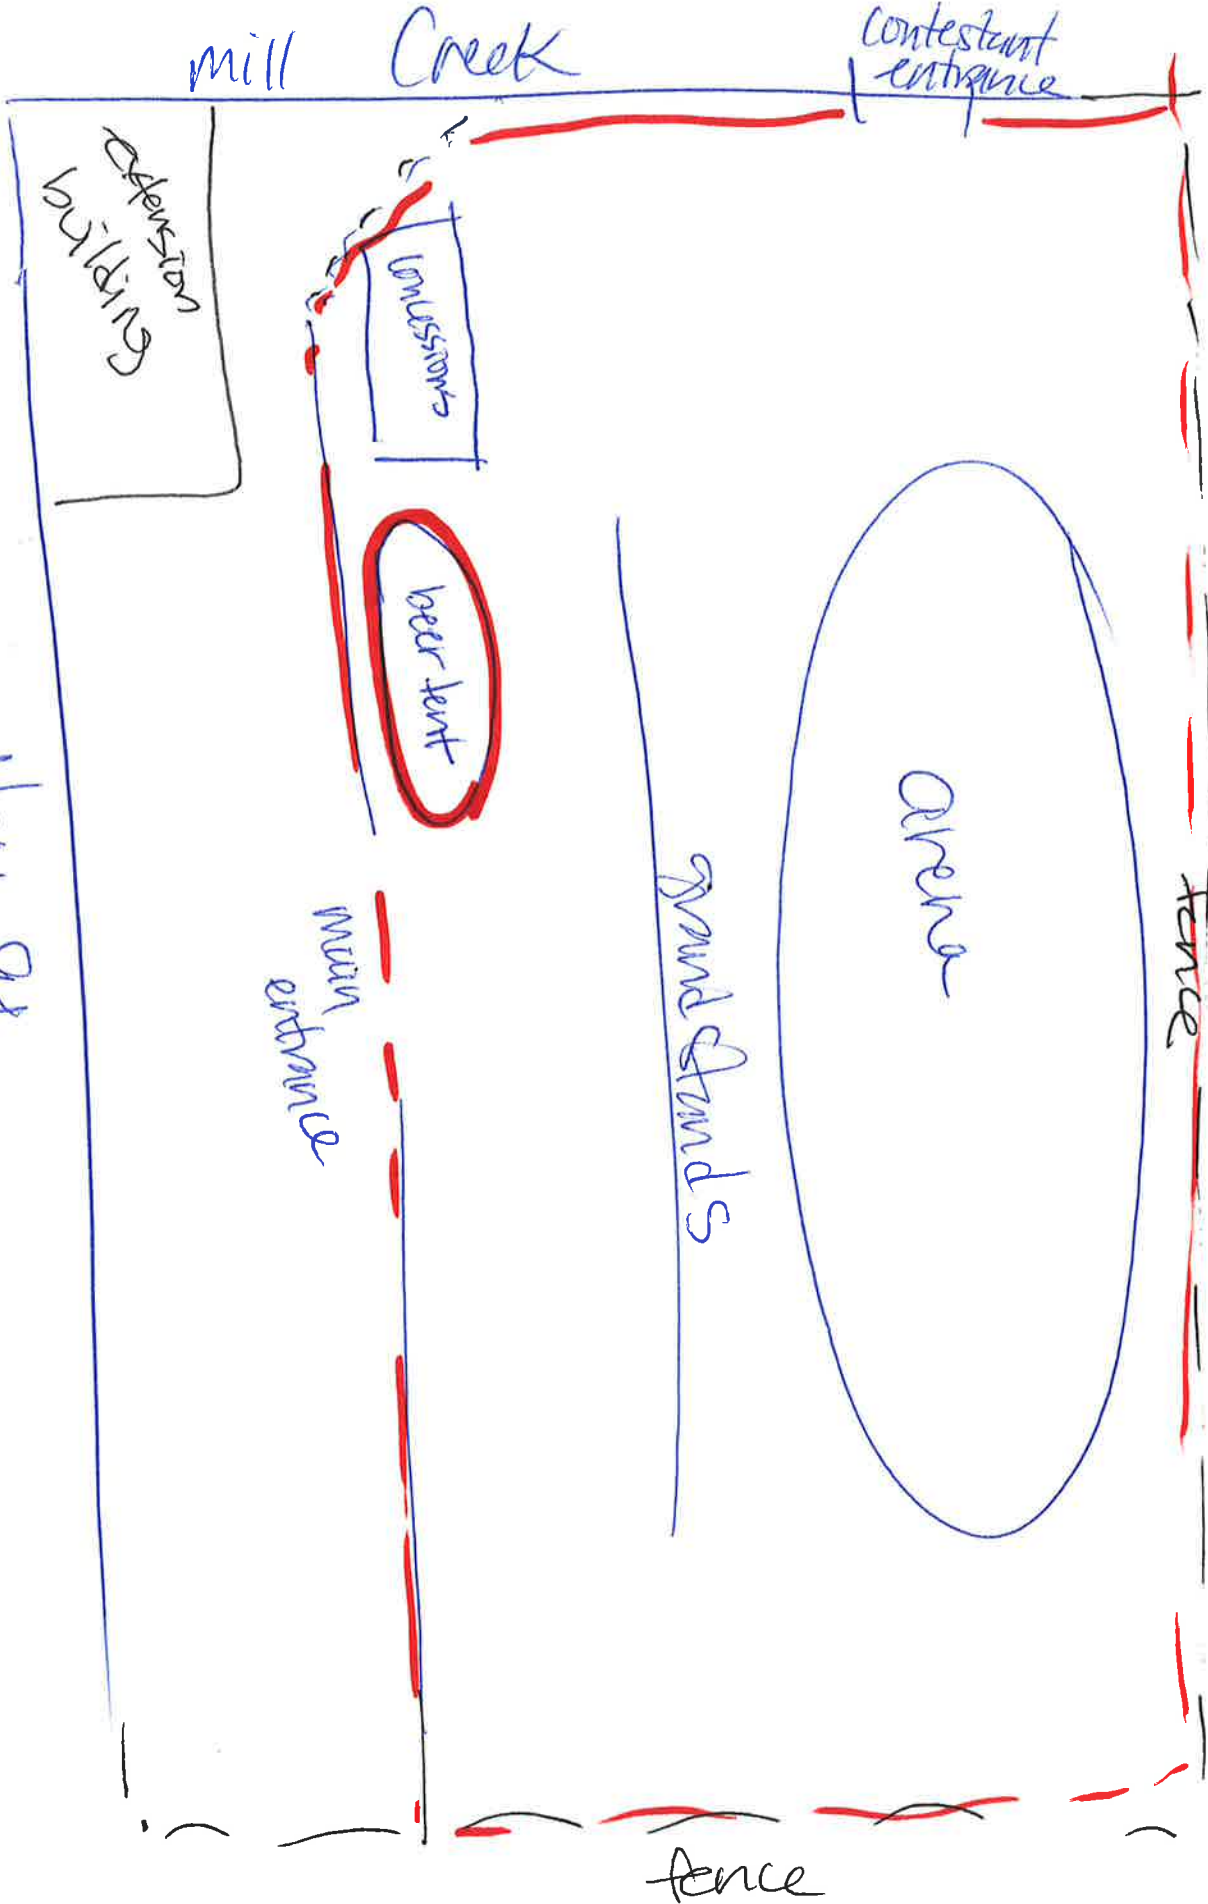 mill Creek
contestant
entrance
extension
building
concessions
beer tent
main
entrance
grand stands
arena
fence
fence